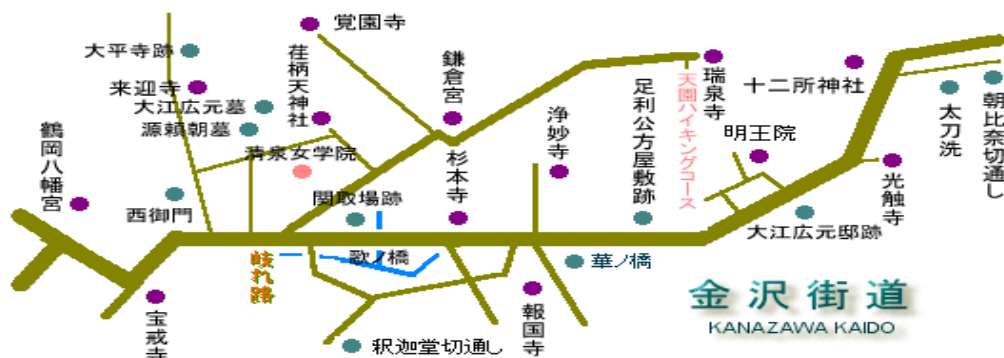 覚園寺
大平寺跡
荏柄天神社
鎌倉宮
来迎寺
大江広元墓
源頼朝墓
鶴岡八幡宮
清泉女学院
西御門
関取場跡
杉本寺
浄妙寺
足利公方屋敷跡
天園ハイキングコース
瑞泉寺
十二所神社
明王院
太刀洗
朝比奈切通し
光触寺
大江広元邸跡
岐れ路
歌ノ橋
華ノ橋
宝戒寺
報国寺
釈迦堂切通し
金沢街道
KANAZAWA KAIDO